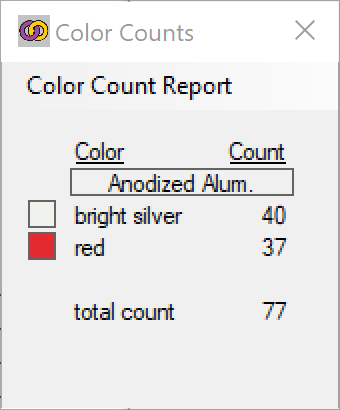 Color Counts
Color Count Report
Color Count
Anodized Alum.
bright silver 40
red 37
total count 77